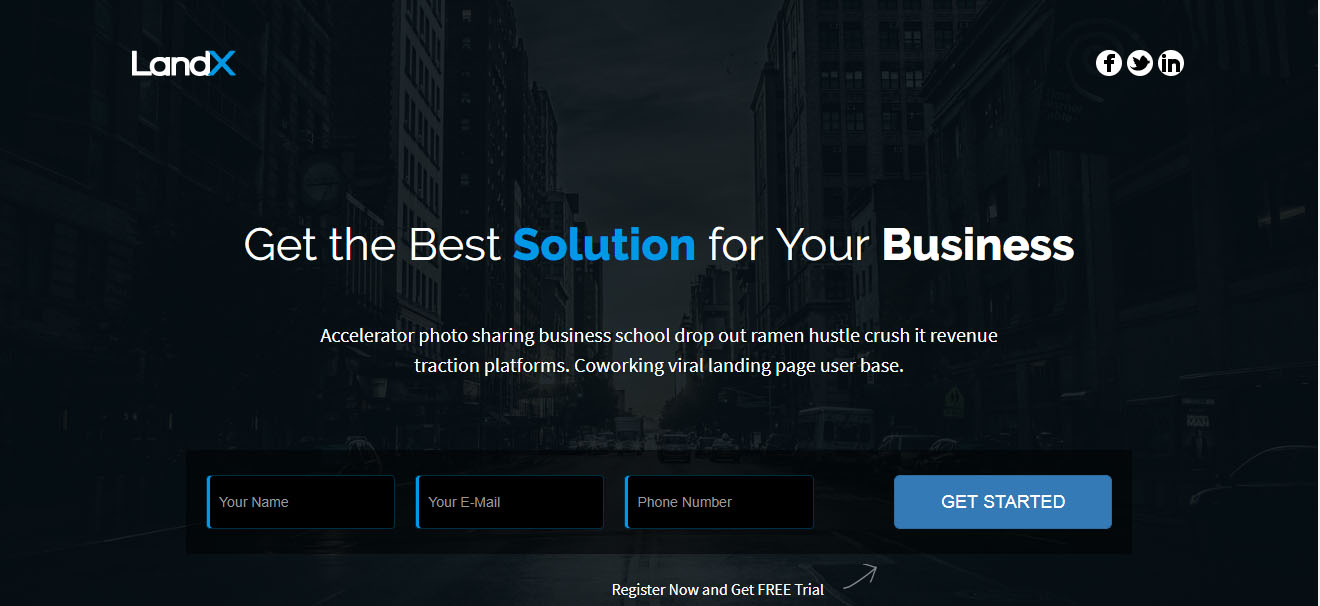 LandX
Get the Best Solution for Your Business
Accelerator photo sharing business school drop out ramen hustle crush it revenue
traction platforms. Coworking viral landing page user base.
Your Name
Your E-Mail
Phone Number
GET STARTED
Register Now and Get FREE Trial